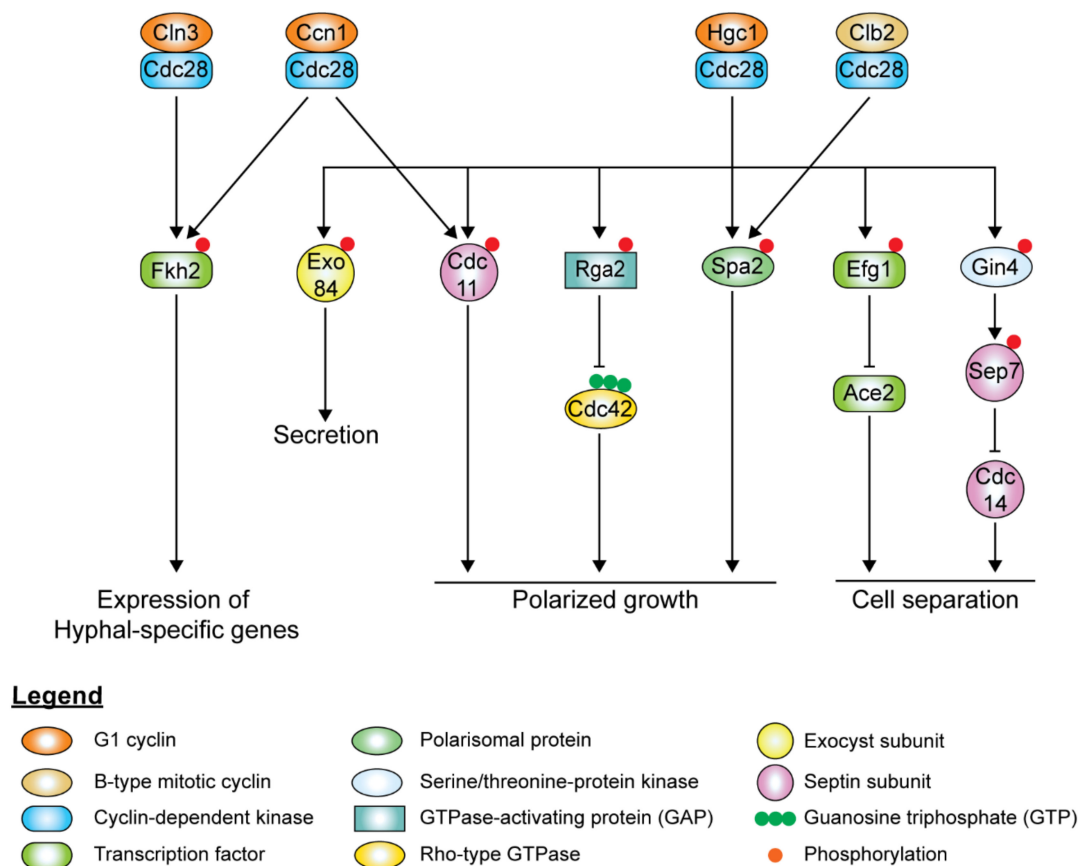 Cln3
Ccn1
Hgc1
Clb2
Cdc28
Cdc28
Cdc28
Cdc28
Fkh2
Exo
84
Cdc
11
Rga2
Spa2
Efg1
Gin4
Sep7
Ace2
Cdc42
Secretion
Cdc
14
Expression of
Hyphal-specific genes
Polarized growth
Cell separation
Legend
G1 cyclin
Polarisomal protein
Exocyst subunit
B-type mitotic cyclin
Serine/threonine-protein kinase
Septin subunit
Cyclin-dependent kinase
GTPase-activating protein (GAP)
Guanosine triphosphate (GTP)
Transcription factor
Rho-type GTPase
Phosphorylation